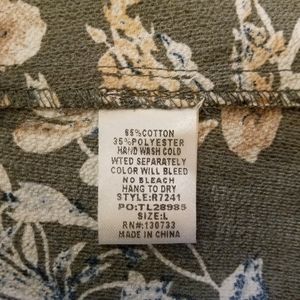 65%COTTON
35%POLYESTER
HAND WASH COLD
WTED SEPARATELY
COLOR WILL BLEED
NO BLEACH
HANG TO DRY
STYLE:R7241
PO:TL28985
SIZE:L
RN#:130733
MADE IN CHINA